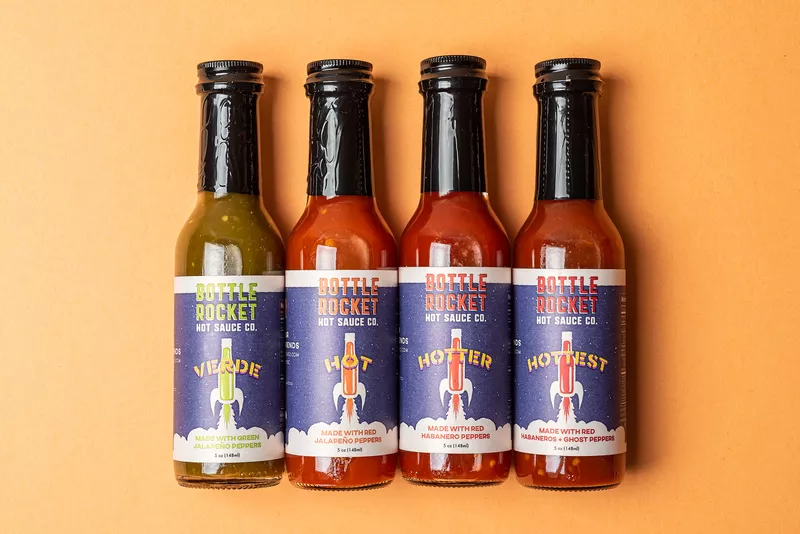 BOTTLE
ROCKET
HOT SAUCE CO.
VERDE
MADE WITH GREEN
JALAPEÑO PEPPERS
5 oz (148ml)
BOTTLE
ROCKET
HOT SAUCE CO.
HOT
MADE WITH RED
JALAPEÑO PEPPERS
5 oz (148ml)
BOTTLE
ROCKET
HOT SAUCE CO.
HOTTER
MADE WITH RED
HABANERO PEPPERS
5 oz (148ml)
BOTTLE
ROCKET
HOT SAUCE CO.
HOTTEST
MADE WITH RED
HABANEROS + GHOST PEPPERS
5 oz (148ml)